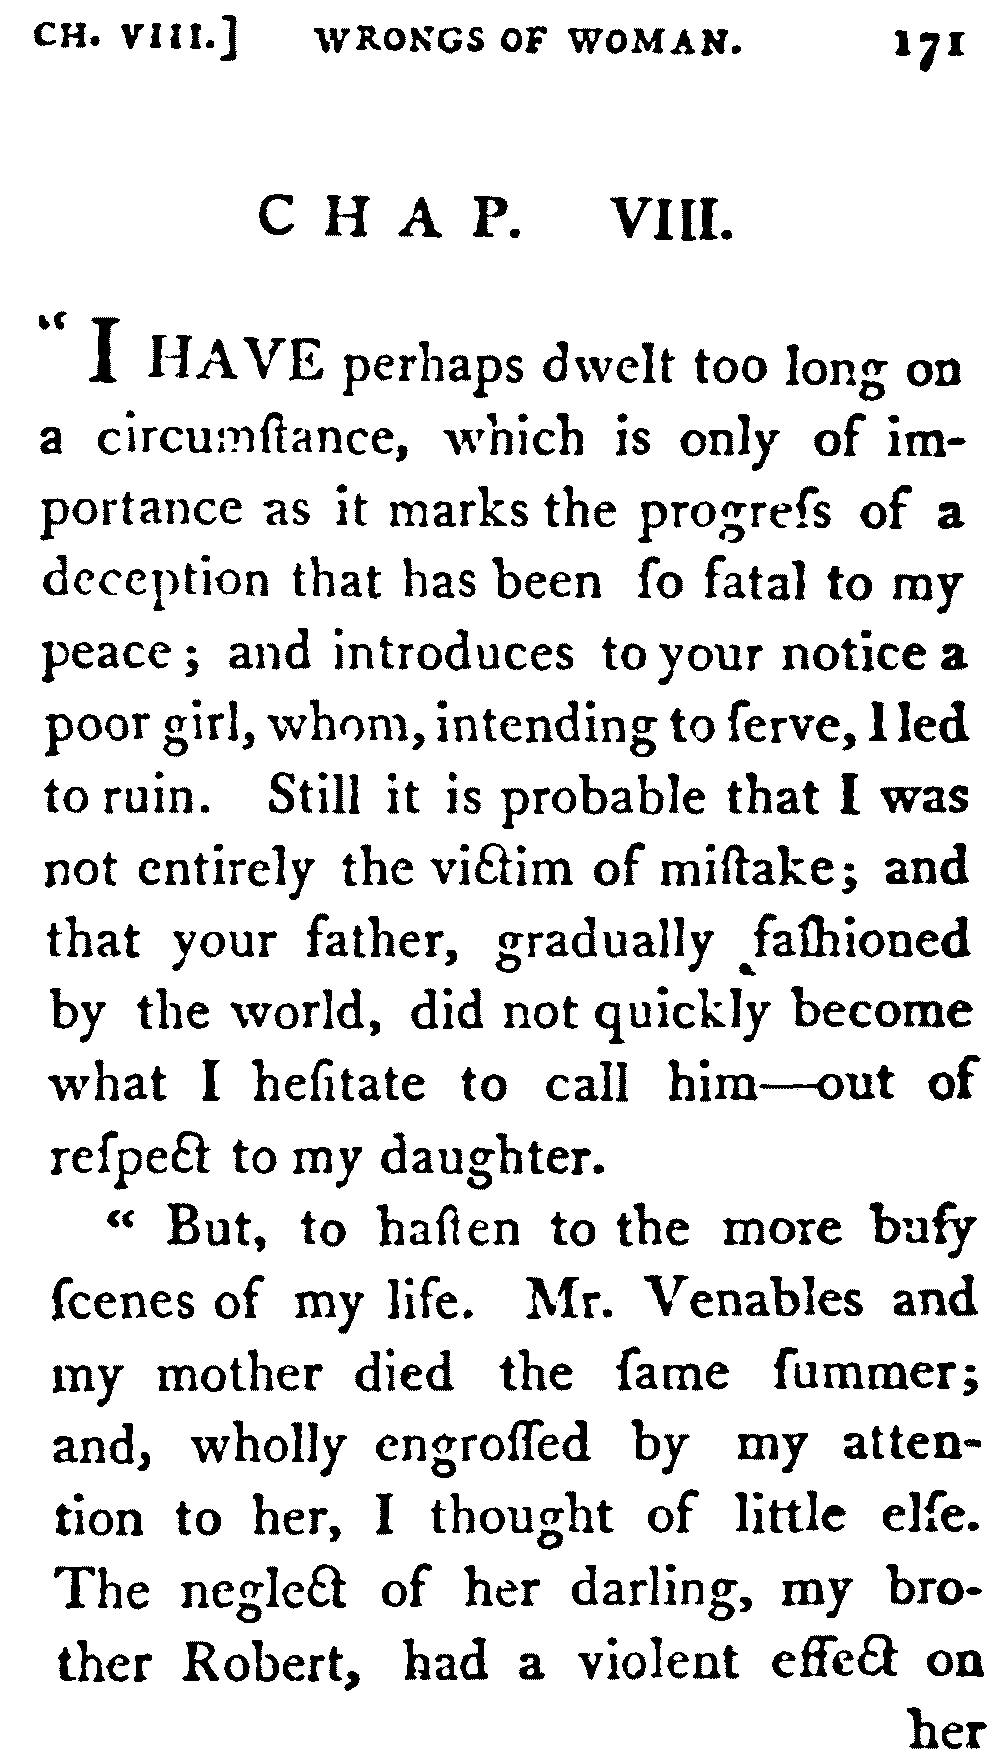 CH. VIII.] WRONGS OF WOMAN. 171
CHAP. VIII.
“ I HAVE perhaps dwelt too long on
a circumſtance, which is only of im-
portance as it marks the progreſs of a
deception that has been ſo fatal to my
peace; and introduces to your notice a
poor girl, whom, intending to ſerve, I led
to ruin. Still it is probable that I was
not entirely the victim of miſtake; and
that your father, gradually faſhioned
by the world, did not quickly become
what I heſitate to call him—out of
reſpect to my daughter.
“ But, to haſten to the more buſy
ſcenes of my life. Mr. Venables and
my mother died the ſame ſummer;
and, wholly engroſſed by my atten-
tion to her, I thought of little elſe.
The neglect of her darling, my bro-
ther Robert, had a violent effect on
her